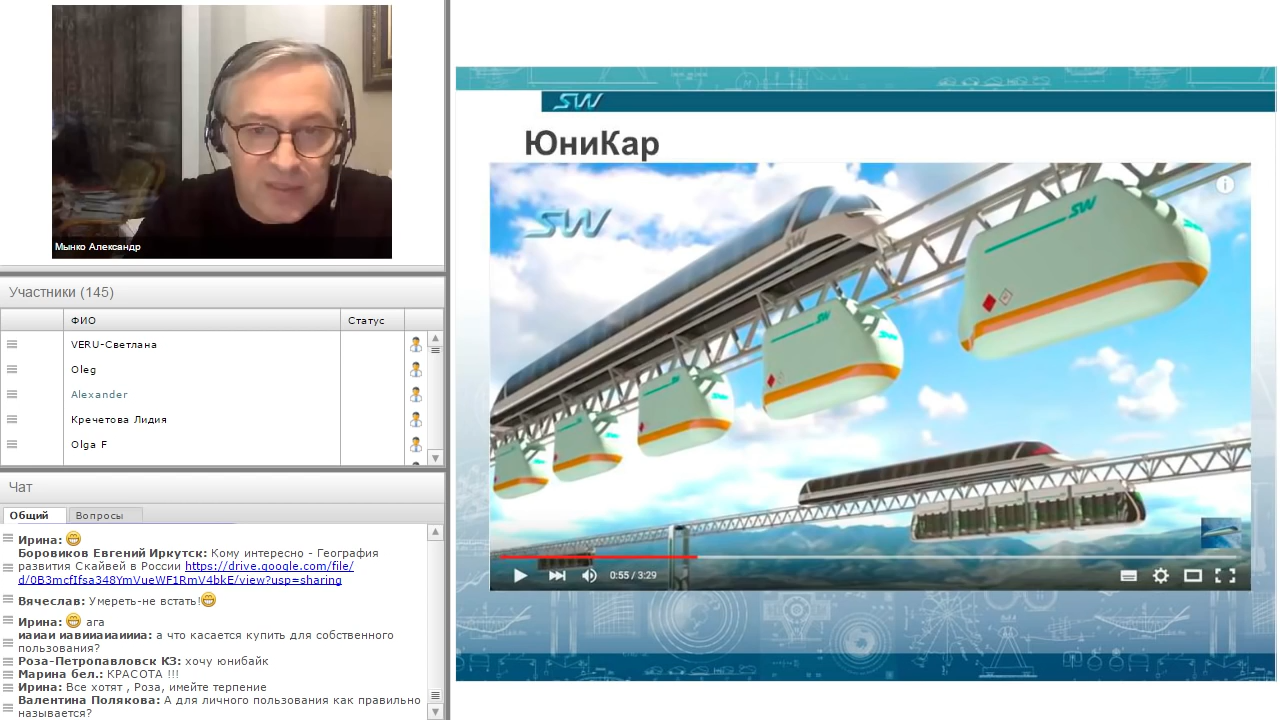 Мынко Александр
Участники (145)
ФИО
Статус
VERU-Светлана
Oleg
Alexander
Кречетова Лидия
Olga F
Чат
Общий
Вопросы
Ирина:
Боровиков Евгений Иркутск: Кому интересно - География
развития Скайвей в России https://drive.google.com/file/
d/0B3mcfIfsa348YmVueWF1RmV4bkE/view?usp=sharing
Вячеслав: Умереть-не встать!
Ирина: ага
иаиаи иавииаиаииа: а что касается купить для собственного
пользования?
Роза-Петропавловск КЗ: хочу юнибайк
Марина бел.: КРАСОТА !!!
Ирина: Все хотят , Роза, имейте терпение
Валентина Полякова: А для личного пользования как правильно
называется?
SW
ЮниКар
SW
SW
SW
SW
0:55 / 3:29